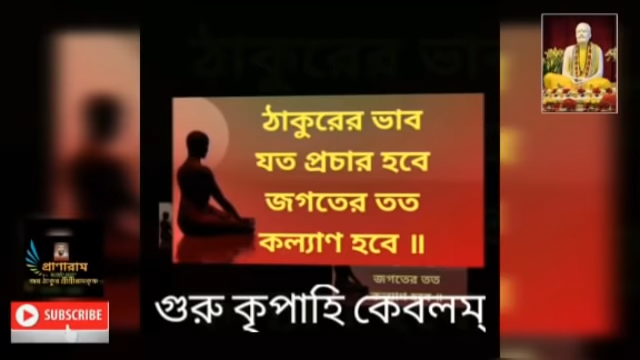 ঠাকুরের ভাব
যত প্রচার হবে
জগতের তত
কল্যাণ হবে ॥
জগতের তত
গুরু কৃপাহি কেবলম্
প্রাণারাম
SUBSCRIBE